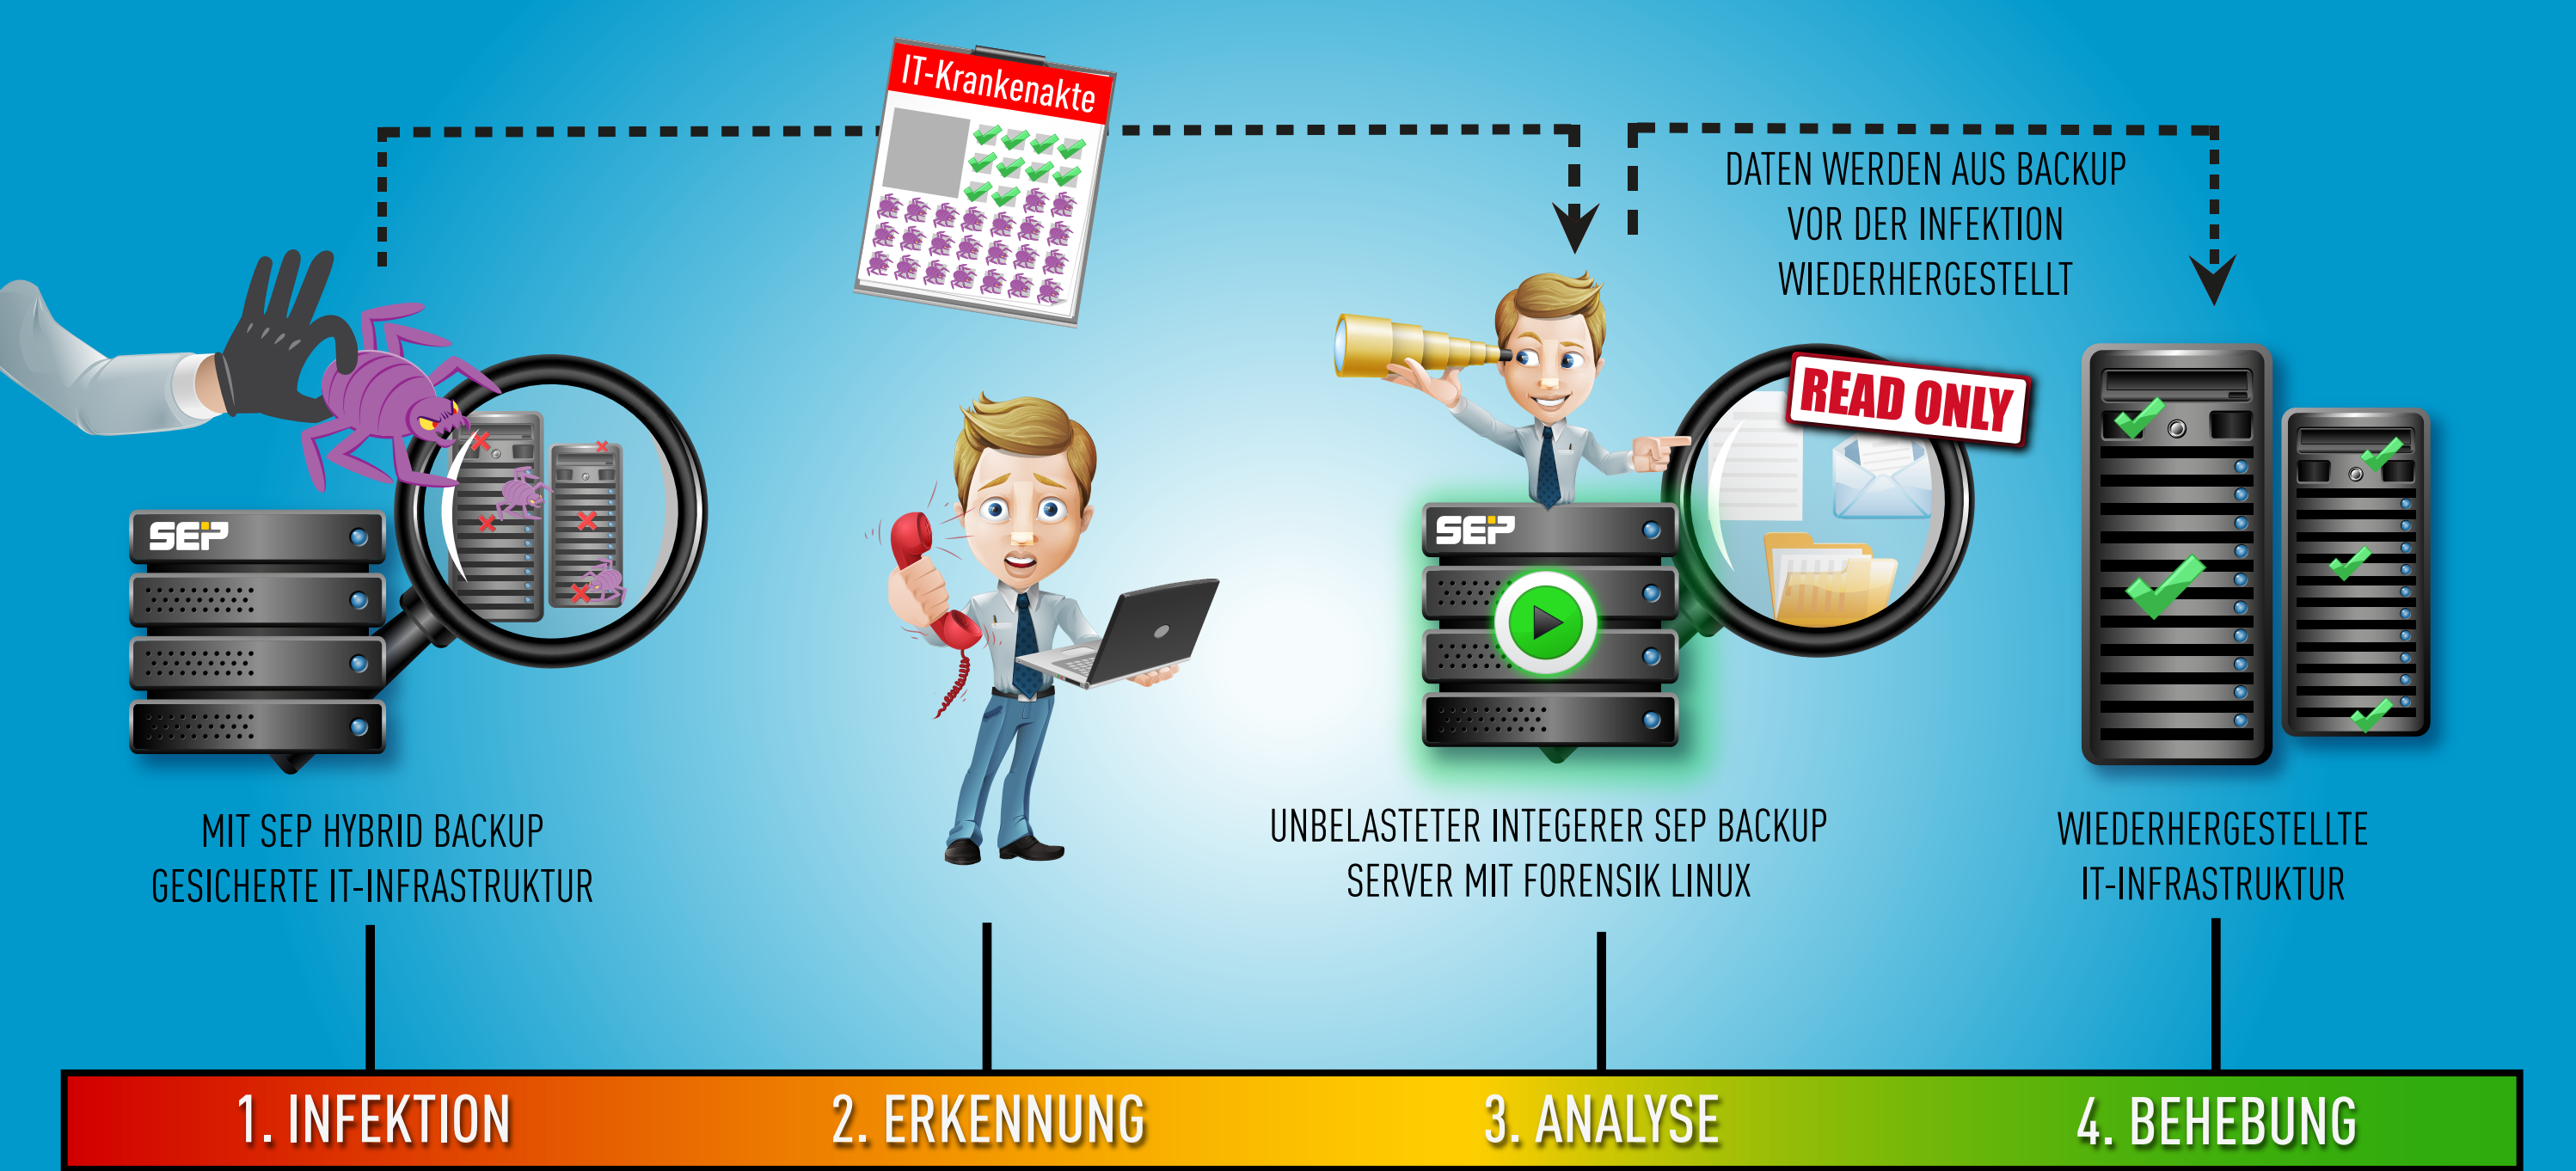 IT-Krankenakte
DATEN WERDEN AUS BACKUP
VOR DER INFEKTION
WIEDERHERGESTELLT
READ ONLY
SEP
SEP
MIT SEP HYBRID BACKUP
GESICHERTE IT-INFRASTRUKTUR
UNBELASTETER INTEGERER SEP BACKUP
SERVER MIT FORENSIK LINUX
WIEDERHERGESTELLTE
IT-INFRASTRUKTUR
1. INFEKTION
2. ERKENNUNG
3. ANALYSE
4. BEHEBUNG